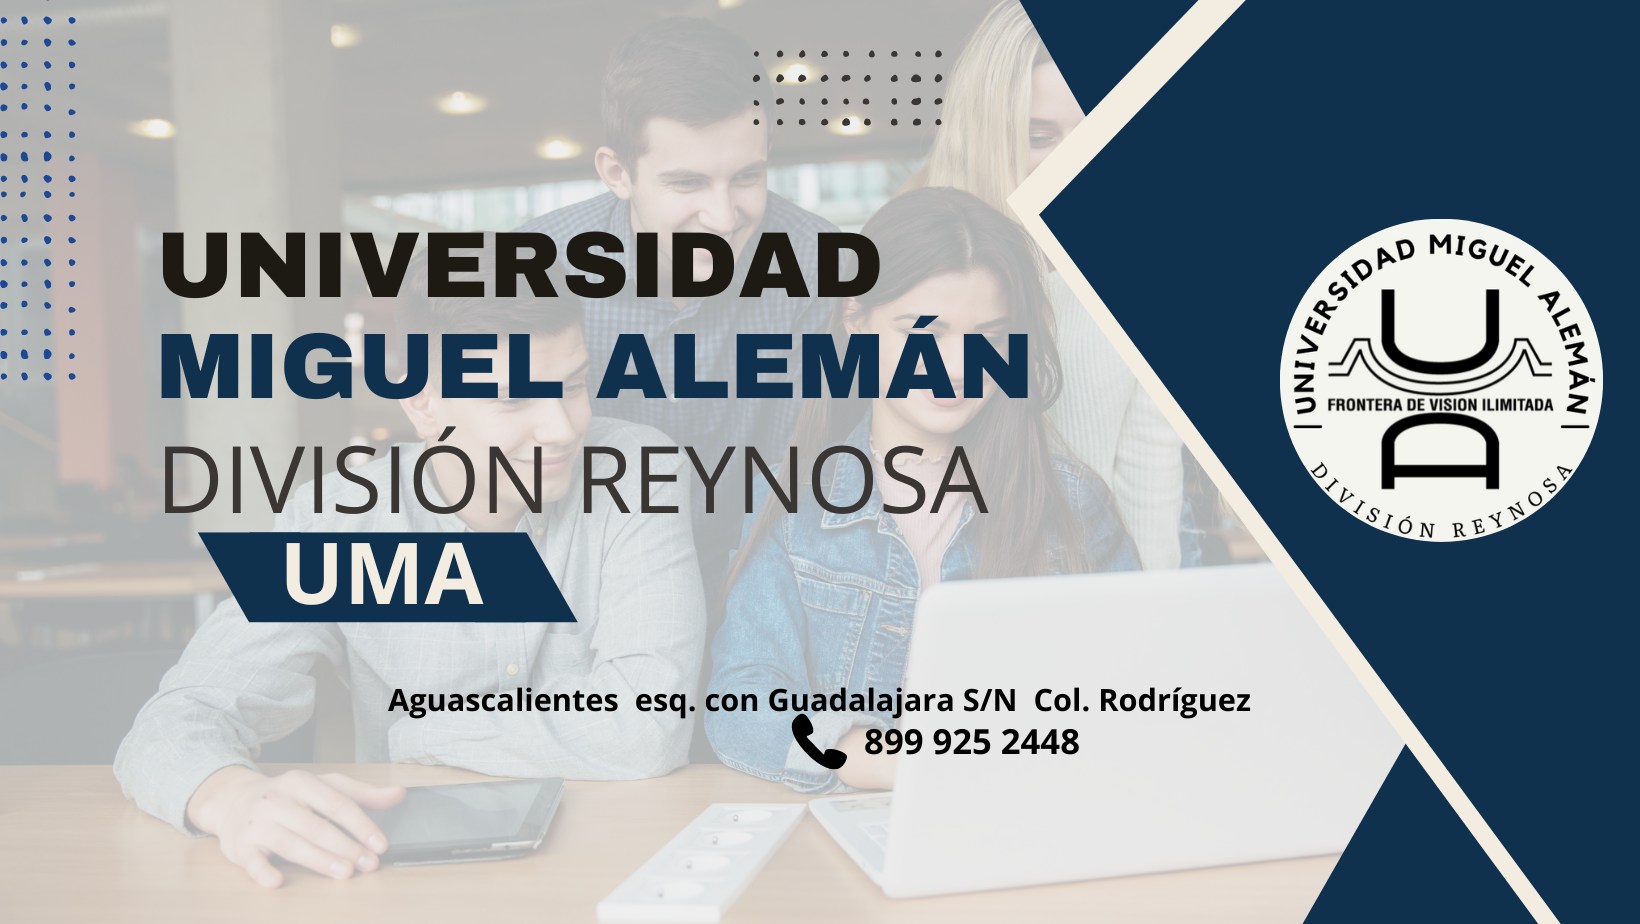 UNIVERSIDAD
MIGUEL ALEMÁN
DIVISIÓN REYNOSA
UMA
Aguascalientes esq. con Guadalajara S/N Col. Rodríguez
899 925 2448
| UNIVERSIDAD MIGUEL ALEMÁN |
U
FRONTERA DE VISION ILIMITADA
D
DIVISIÓN REYNOSA